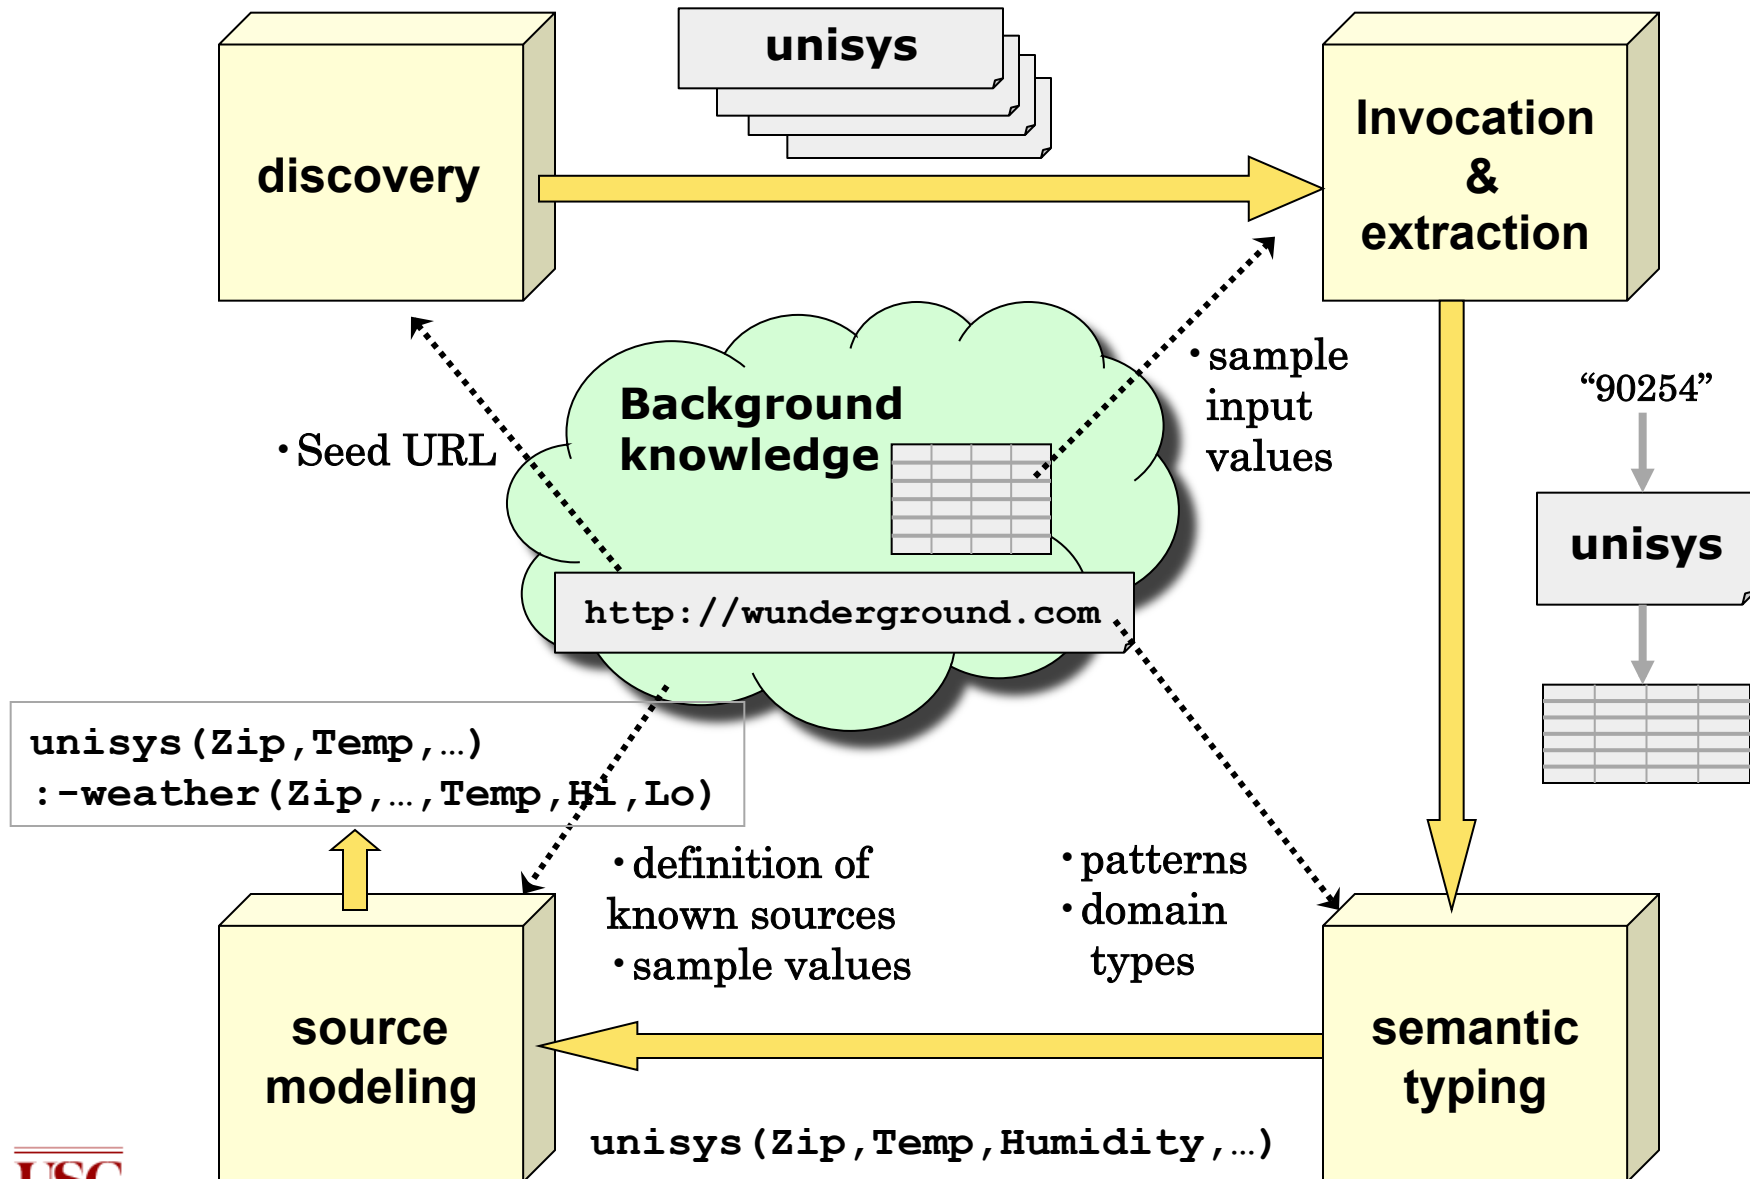 unisys
discovery
Invocation
&
extraction
Background
knowledge
• Seed URL
• sample
input
values
“90254”
unisys
http://wunderground.com
unisys(Zip,Temp,…)
:-weather(Zip,…,Temp,Hi,Lo)
• definition of
known sources
• sample values
• patterns
• domain
types
source
modeling
semantic
typing
unisys(Zip,Temp,Humidity,…)
USC